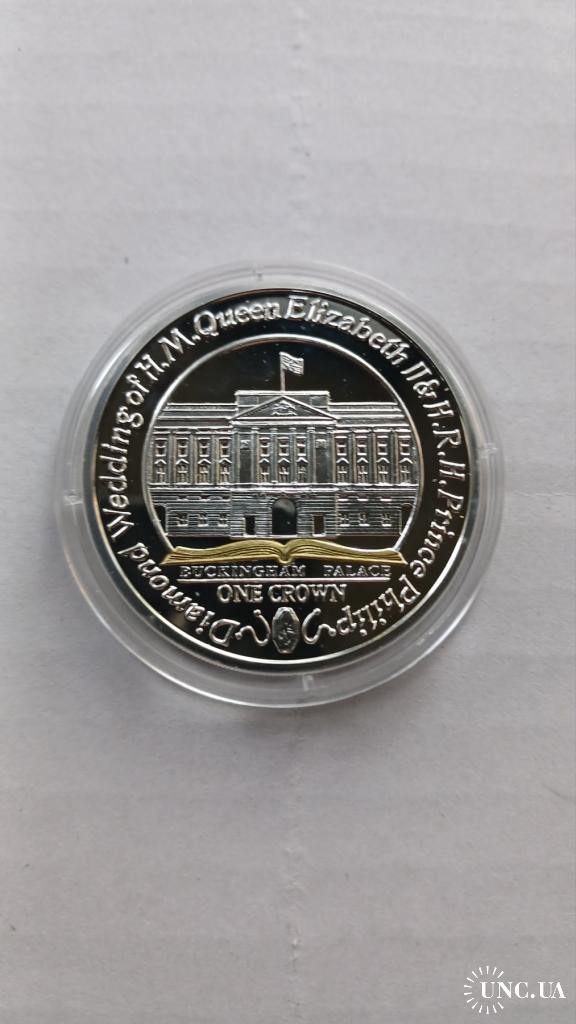 Diamond Wedding of H.M. Queen Elizabeth II & H.R.H. Prince Philip
BUCKINGHAM PALACE
ONE CROWN
UNC.UA